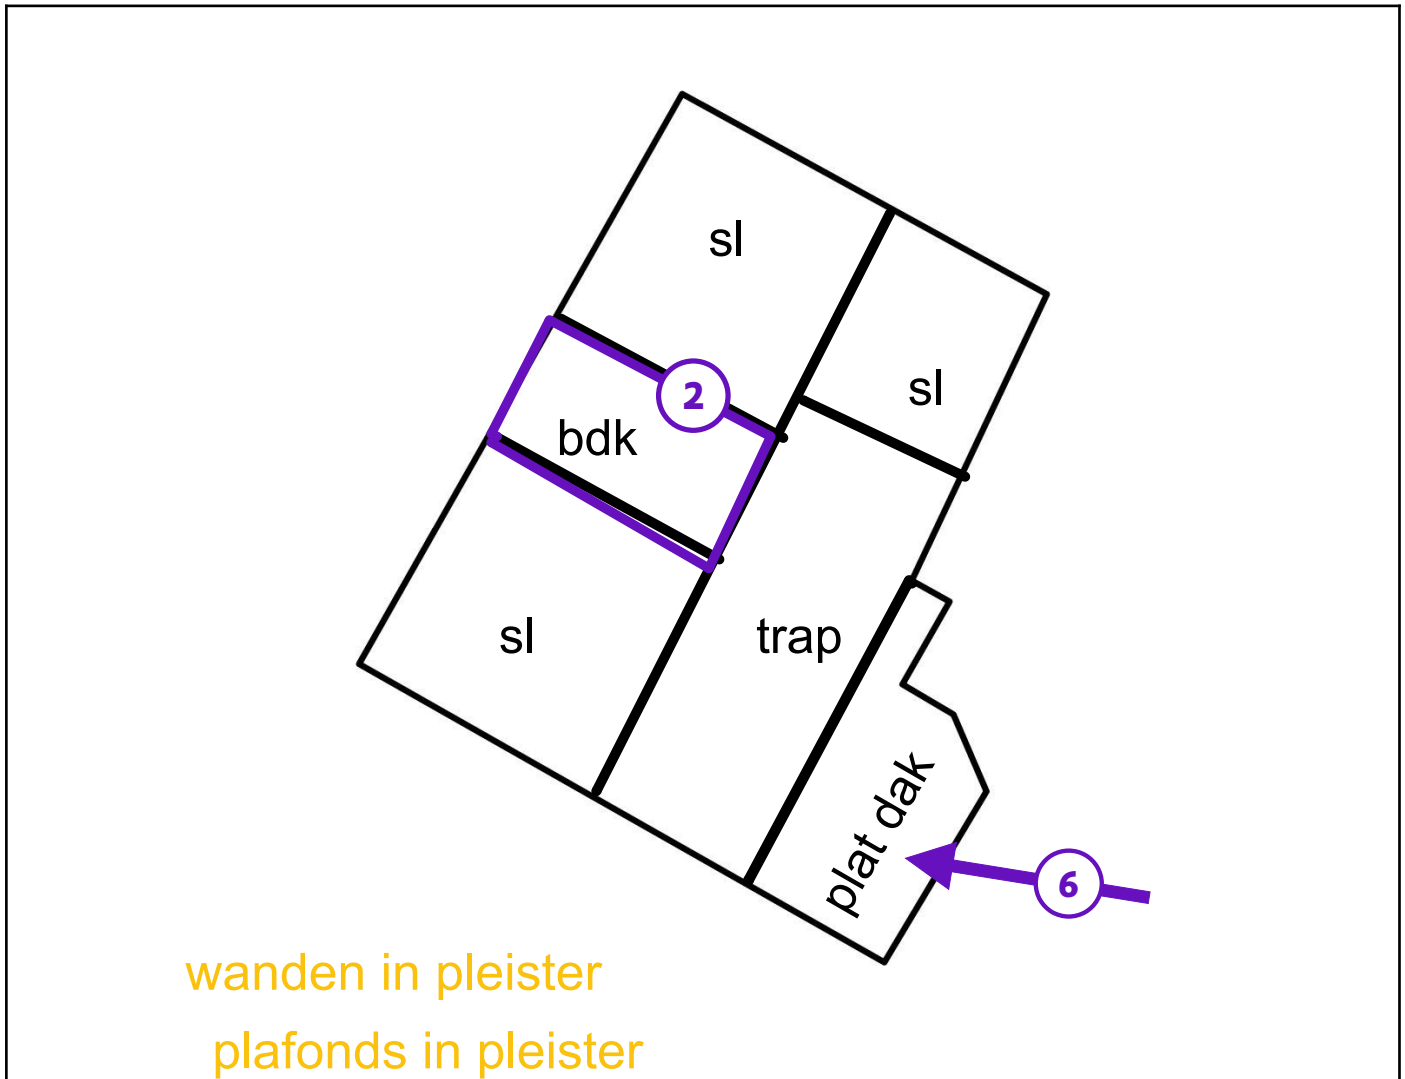 sl
sl
2
bdk
sl
trap
plat dak
6
wanden in pleister
plafonds in pleister